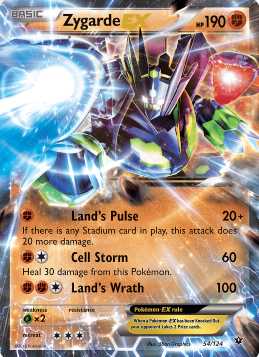 BASIC
Zygarde EX
HP190
Land's Pulse 20+
If there is any Stadium card in play, this attack does
20 more damage.
Cell Storm 60
Heal 30 damage from this Pokémon.
Land's Wrath 100
weakness
resistance
×2
Pokémon-EX rule
When a Pokémon-EX has been Knocked Out,
your opponent takes 2 Prize cards.
retreat
54/124